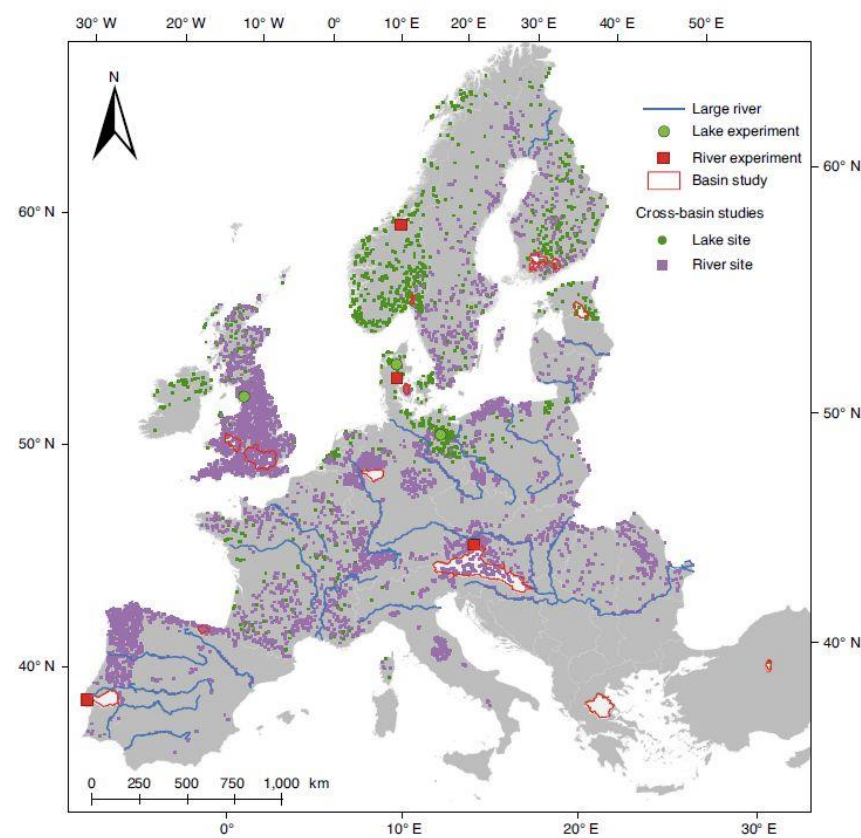 30° W 20° W 10° W 0° 10° E 20° E 30° E 40° E 50° E
N
Large river
Lake experiment
River experiment
Basin study
Cross-basin studies
Lake site
River site
60° N
60° N
50° N
50° N
40° N
40° N
0 250 500 750 1,000 km
0° 10° E 20° E 30° E